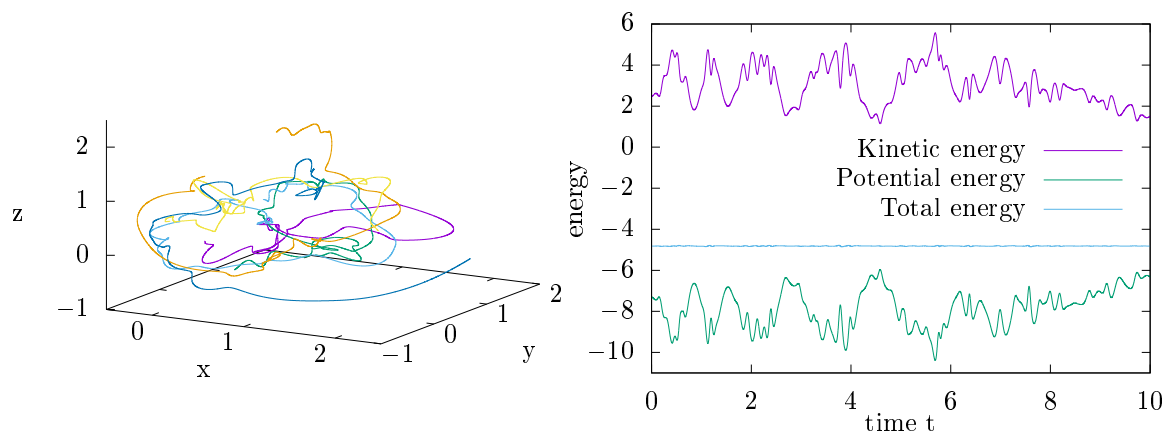 2
1
z
0
−1
0
1
2
x
−1
0
1
2
y
6
4
2
0
−2
−4
−6
−8
−10
energy
Kinetic energy
Potential energy
Total energy
0 2 4 6 8 10
time t